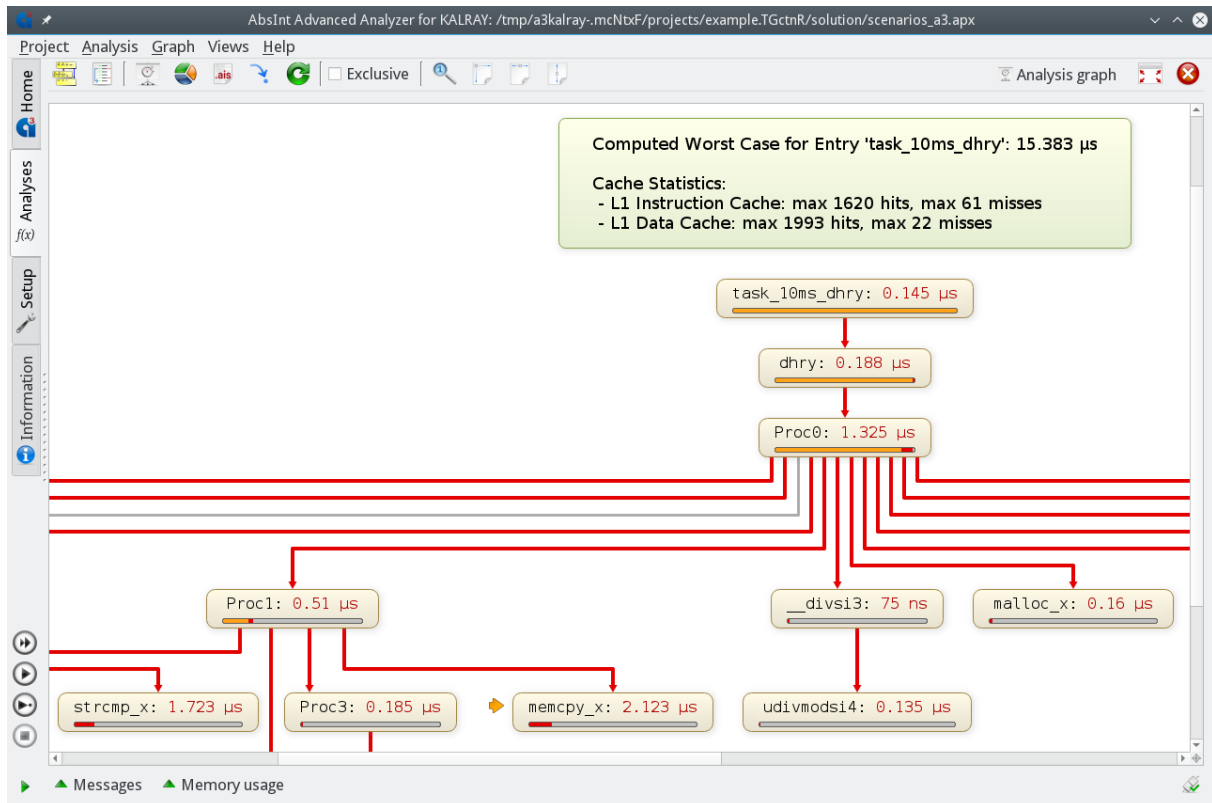 AbsInt Advanced Analyzer for KALRAY: /tmp/a3kalray-.mcNtxF/projects/example.TGctnR/solution/scenarios_a3.apx
Project Analysis Graph Views Help
.ais Exclusive Analysis graph
Home
Analyses
f(x)
Setup
Information
Computed Worst Case for Entry 'task_10ms_dhry': 15.383 µs
Cache Statistics:
- L1 Instruction Cache: max 1620 hits, max 61 misses
- L1 Data Cache: max 1993 hits, max 22 misses
task_10ms_dhry: 0.145 µs
dhry: 0.188 µs
Proc0: 1.325 µs
Proc1: 0.51 µs
__divsi3: 75 ns
malloc_x: 0.16 µs
strcmp_x: 1.723 µs
Proc3: 0.185 µs
memcpy_x: 2.123 µs
udivmodsi4: 0.135 µs
Messages Memory usage